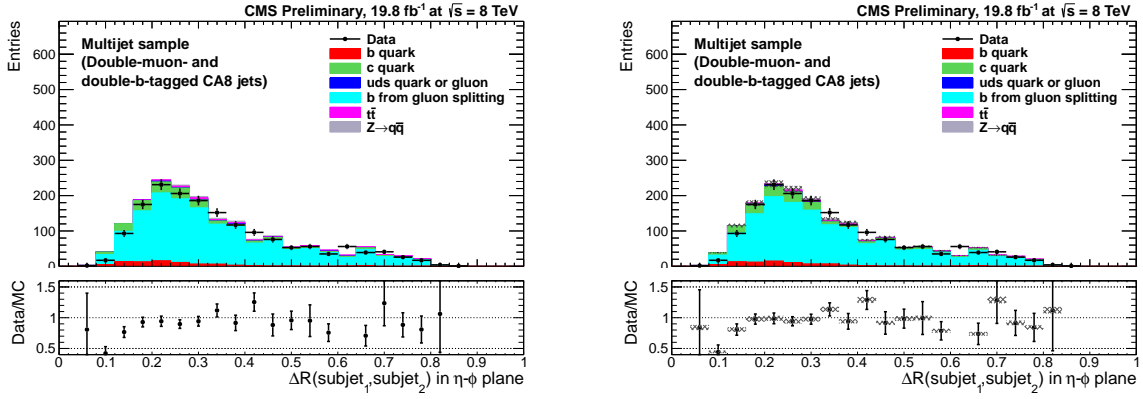 CMS Preliminary, 19.8 fb⁻¹ at √s = 8 TeV
Entries
600
500
400
300
200
100
0
Multijet sample
(Double-muon- and
double-b-tagged CA8 jets)
Data
b quark
c quark
uds quark or gluon
b from gluon splitting
tt̄
Z→qq̄
Data/MC
1.5
1
0.5
0 0.1 0.2 0.3 0.4 0.5 0.6 0.7 0.8 0.9 1
ΔR(subjet₁,subjet₂) in η-ϕ plane
CMS Preliminary, 19.8 fb⁻¹ at √s = 8 TeV
Entries
600
500
400
300
200
100
0
Multijet sample
(Double-muon- and
double-b-tagged CA8 jets)
Data
b quark
c quark
uds quark or gluon
b from gluon splitting
tt̄
Z→qq̄
Data/MC
1.5
1
0.5
0 0.1 0.2 0.3 0.4 0.5 0.6 0.7 0.8 0.9 1
ΔR(subjet₁,subjet₂) in η-ϕ plane